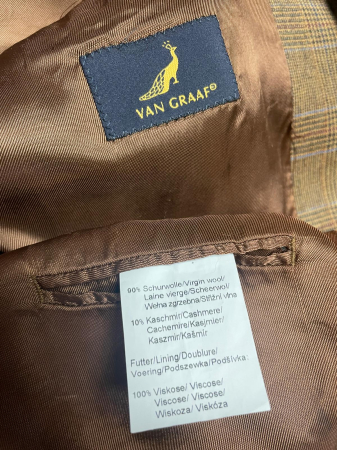 VAN GRAAF
90% Schurwolle/Virgin wool/
Laine vierge/Scheerwol/
Wełna zgrzebna/Střižní vlna
10% Kaschmir/Cashmere/
Cachemire/Kasjmier/
Kaszmir/Kašmír
Futter/Lining/Doublure/
Voering/Podszewka/Podšívka:
100% Viskose/ Viscose/
Viscose/ Viscose/
Wiskoza/ Viskóza